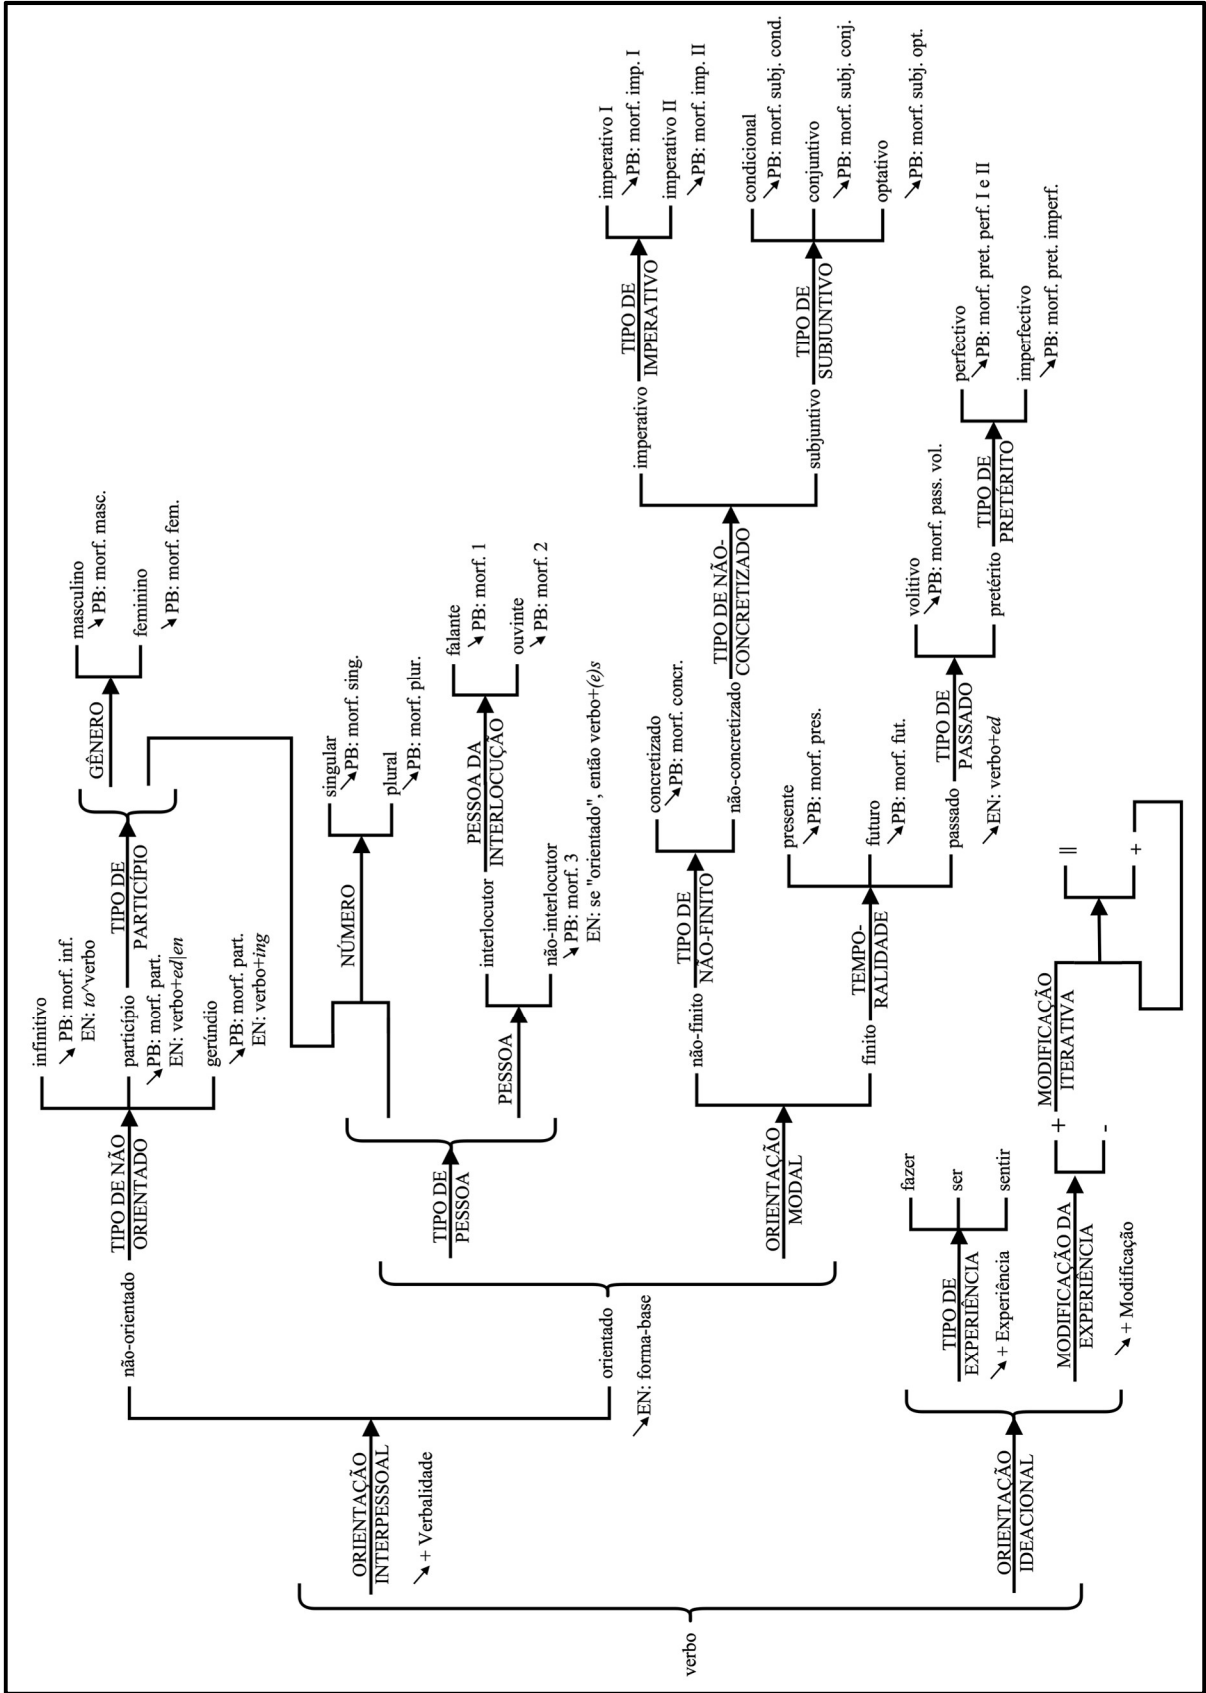 verbo
ORIENTAÇÃO
INTERPESSOAL
+ Verbalidade
não-orientado
TIPO DE NÃO
ORIENTADO
infinitivo
PB: morf. inf.
EN: to^verbo
particípio
PB: morf. part.
EN: verbo+ed|en
gerúndio
PB: morf. part.
EN: verbo+ing
TIPO DE
PARTICÍPIO
GÊNERO
masculino
PB: morf. masc.
feminino
PB: morf. fem.
orientado
EN: forma-base
TIPO DE
PESSOA
NÚMERO
singular
PB: morf. sing.
plural
PB: morf. plur.
PESSOA
interlocutor
PESSOA DA
INTERLOCUÇÃO
falante
PB: morf. 1
ouvinte
PB: morf. 2
não-interlocutor
PB: morf. 3
EN: se "orientado", então verbo+(e)s
ORIENTAÇÃO
MODAL
não-finito
TIPO DE
NÃO-FINITO
concretizado
PB: morf. concr.
não-concretizado
TIPO DE NÃO-
CONCRETIZADO
imperativo
TIPO DE
IMPERATIVO
imperativo I
PB: morf. imp. I
imperativo II
PB: morf. imp. II
subjuntivo
TIPO DE
SUBJUNTIVO
condicional
PB: morf. subj. cond.
conjuntivo
PB: morf. subj. conj.
optativo
PB: morf. subj. opt.
finito
TEMPO-
RALIDADE
presente
PB: morf. pres.
futuro
PB: morf. fut.
passado
EN: verbo+ed
TIPO DE
PASSADO
volitivo
PB: morf. pass. vol.
pretérito
TIPO DE
PRETÉRITO
perfectivo
PB: morf. pret. perf. I e II
imperfectivo
PB: morf. pret. imperf.
ORIENTAÇÃO
IDEACIONAL
TIPO DE
EXPERIÊNCIA
+ Experiência
fazer
ser
sentir
MODIFICAÇÃO DA
EXPERIÊNCIA
+ Modificação
+
-
MODIFICAÇÃO
ITERATIVA
||
+